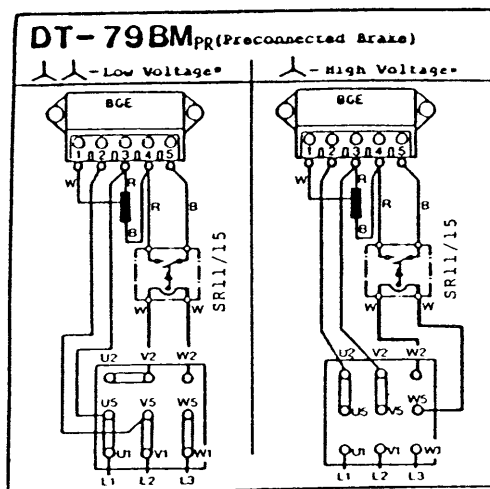 DT-79BMPR(Preconnected Brake)
-Low Voltage*
-High Voltage*
BGE
1 2 3 4 5
W R R B
B
SR11/15
W W
U2 V2 W2
U5 V5 W5
U1 V1 W1
L1 L2 L3
BGE
1 2 3 4 5
W R R B
B
SR11/15
W W
U2 V2 W2
U5 V5 W5
U1 V1 W1
L1 L2 L3